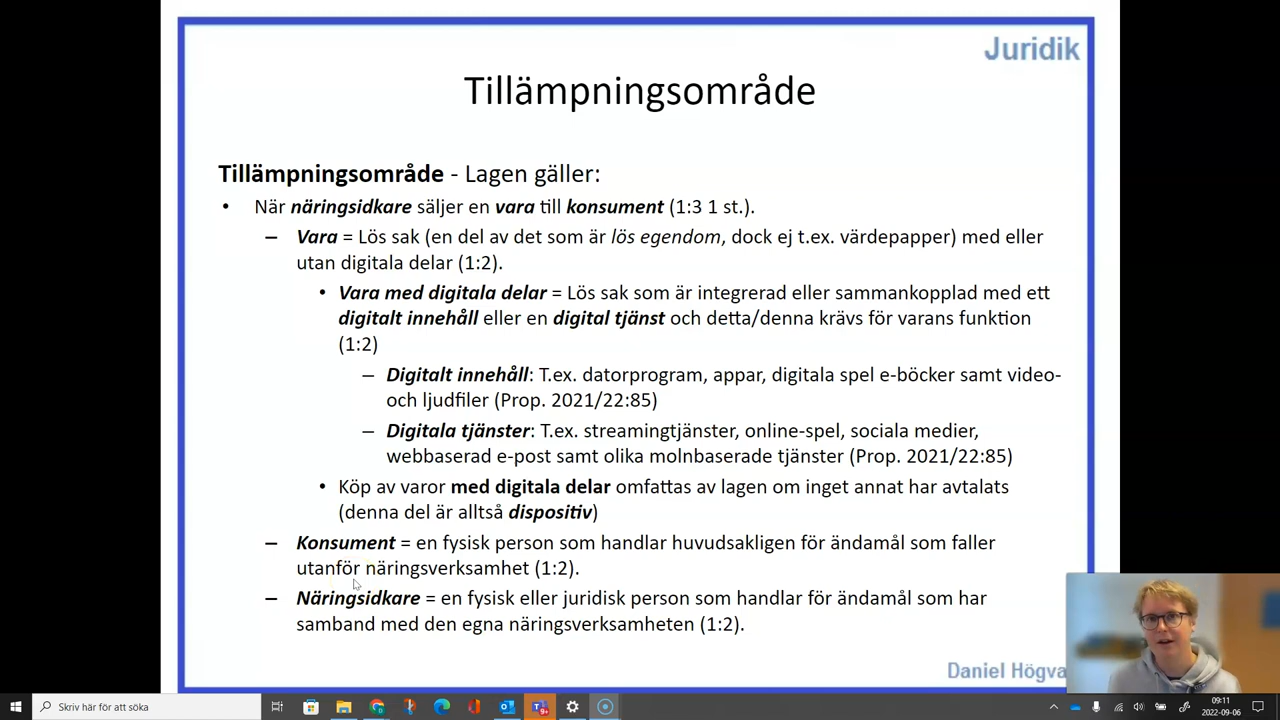 Juridik
Tillämpningsområde
Tillämpningsområde - Lagen gäller:
• När näringsidkare säljer en vara till konsument (1:3 1 st.).
– Vara = Lös sak (en del av det som är lös egendom, dock ej t.ex. värdepapper) med eller
utan digitala delar (1:2).
• Vara med digitala delar = Lös sak som är integrerad eller sammankopplad med ett
digitalt innehåll eller en digital tjänst och detta/denna krävs för varans funktion
(1:2)
– Digitalt innehåll: T.ex. datorprogram, appar, digitala spel e-böcker samt video-
och ljudfiler (Prop. 2021/22:85)
– Digitala tjänster: T.ex. streamingtjänster, online-spel, sociala medier,
webbaserad e-post samt olika molnbaserade tjänster (Prop. 2021/22:85)
• Köp av varor med digitala delar omfattas av lagen om inget annat har avtalats
(denna del är alltså dispositiv)
– Konsument = en fysisk person som handlar huvudsakligen för ändamål som faller
utanför näringsverksamhet (1:2).
– Näringsidkare = en fysisk eller juridisk person som handlar för ändamål som har
samband med den egna näringsverksamheten (1:2).
Daniel Högva
Skriv här för att söka
9+
09:11
2022-09-06